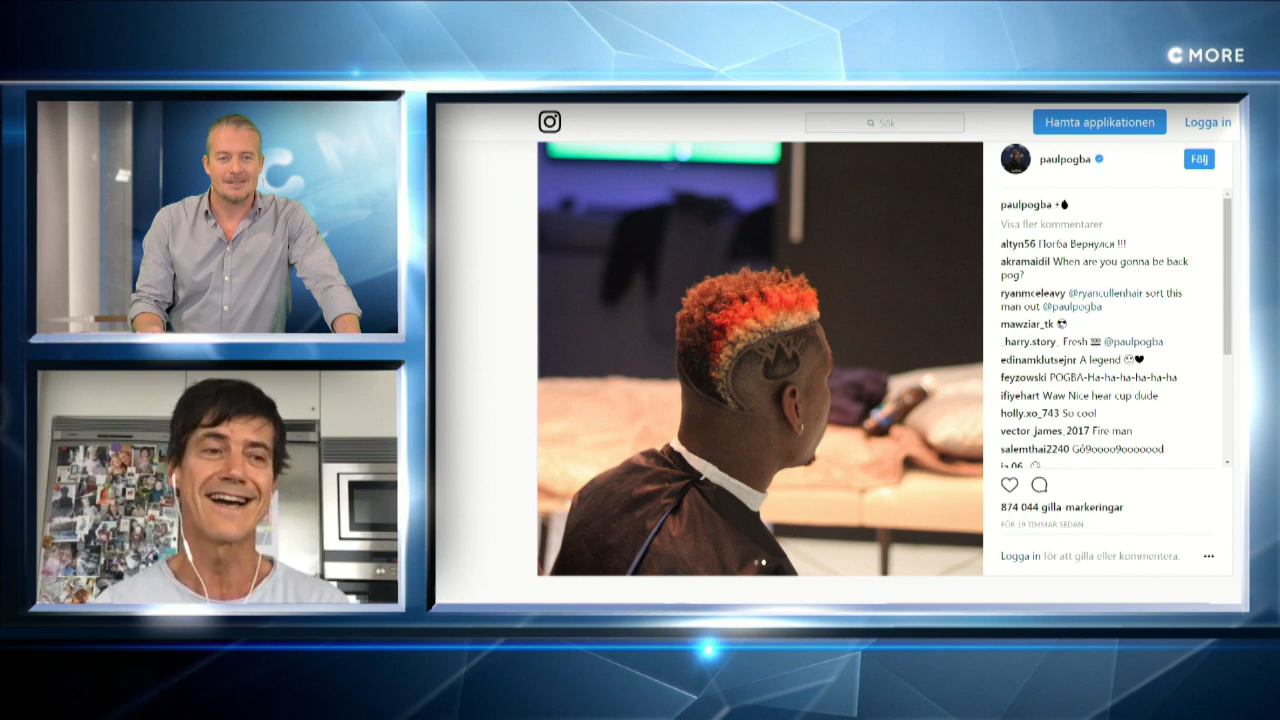 C MORE
Sök
Hamta applikationen
Logga in
paulpogba
Följ
paulpogba
Visa fler kommentarer
altyn56 Погба Вернулся !!!
akramaidil When are you gonna be back
pog?
ryanmceleavy @ryancullenhair sort this
man out @paulpogba
mawziar_tk
_harry.story_ Fresh @paulpogba
edinamklutsejnr A legend
feyzowski POGBA-Ha-ha-ha-ha-ha-ha
ifiyehart Waw Nice hear cup dude
holly.xo_743 So cool
vector_james_2017 Fire man
salemthai2240 Gô9oooo9ooooood
874 044 gilla-markeringar
FÖR 19 TIMMAR SEDAN
Logga in för att gilla eller kommentera.